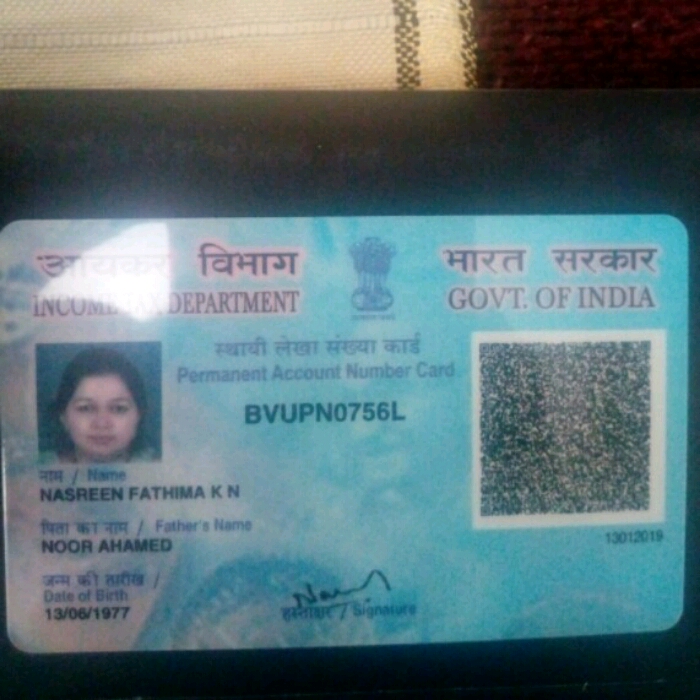 आयकर विभाग
INCOME TAX DEPARTMENT
भारत सरकार
GOVT. OF INDIA
स्थायी लेखा संख्या कार्ड
Permanent Account Number Card
BVUPN0756L
नाम / Name
NASREEN FATHIMA K N
पिता का नाम / Father's Name
NOOR AHAMED
13012019
जन्म की तारीख /
Date of Birth
13/06/1977
हस्ताक्षर / Signature